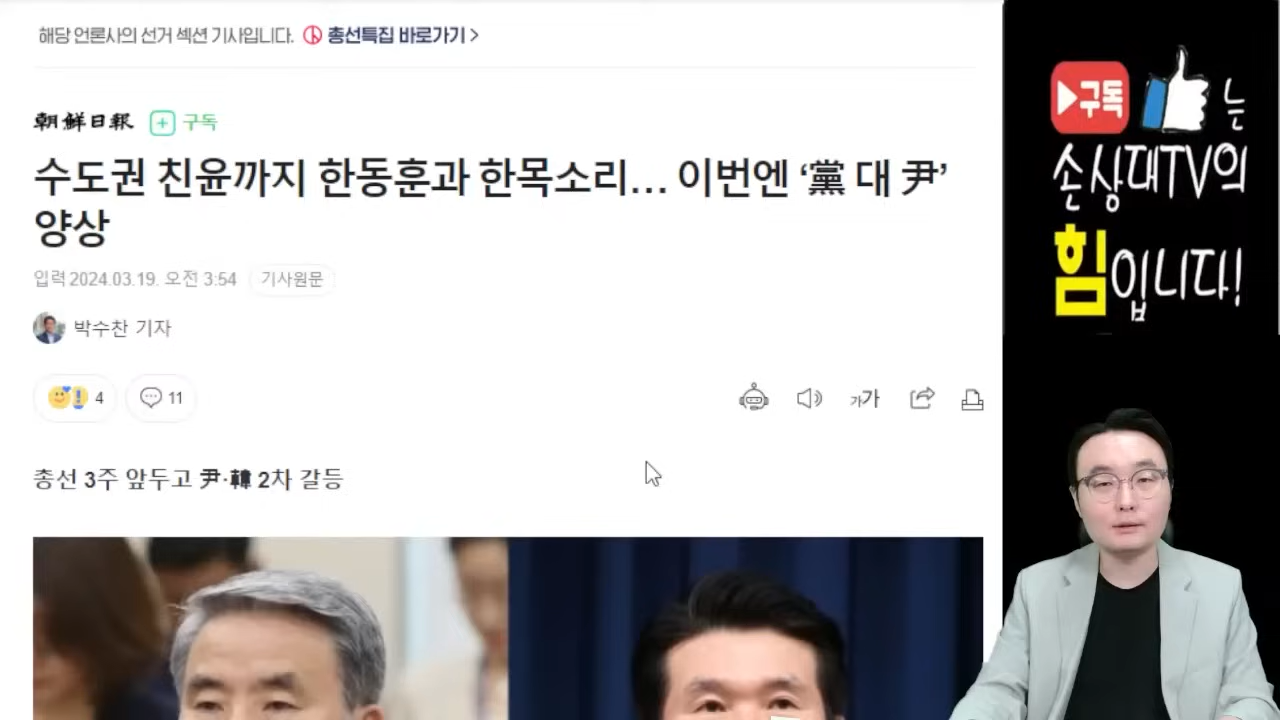 해당 언론사의 선거 섹션 기사입니다. 총선특집 바로가기 >
朝鮮日報 + 구독
수도권 친윤까지 한동훈과 한목소리... 이번엔 ‘黨 대 尹’
양상
입력 2024.03.19. 오전 3:54 기사원문
박수찬 기자
4 11
가가
총선 3주 앞두고 尹·韓 2차 갈등
구독 는
손상대TV의
힘입니다!